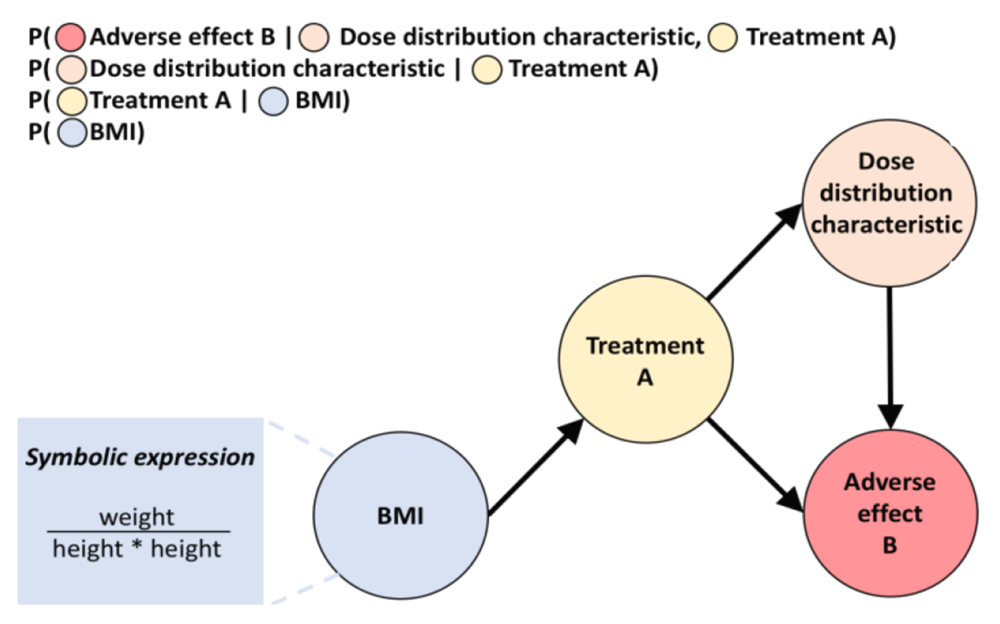 P( Adverse effect B | Dose distribution characteristic, Treatment A)
P( Dose distribution characteristic | Treatment A)
P( Treatment A | BMI)
P( BMI)
Dose
distribution
characteristic
Treatment
A
Symbolic expression
weight
height * height
BMI
Adverse
effect
B